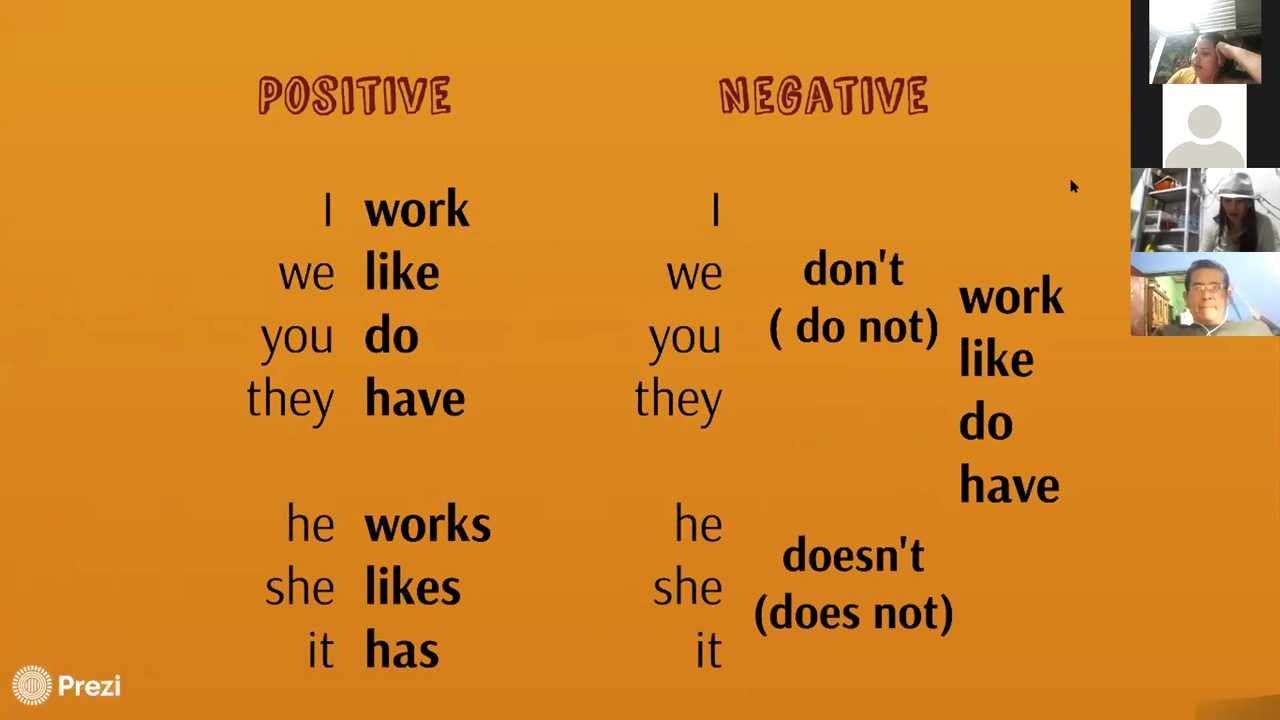 POSITIVE
I work
we like
you do
they have
he works
she likes
it has
NEGATIVE
I
we
you
they
don't
( do not)
he
she
it
doesn't
(does not)
work
like
do
have
Prezi